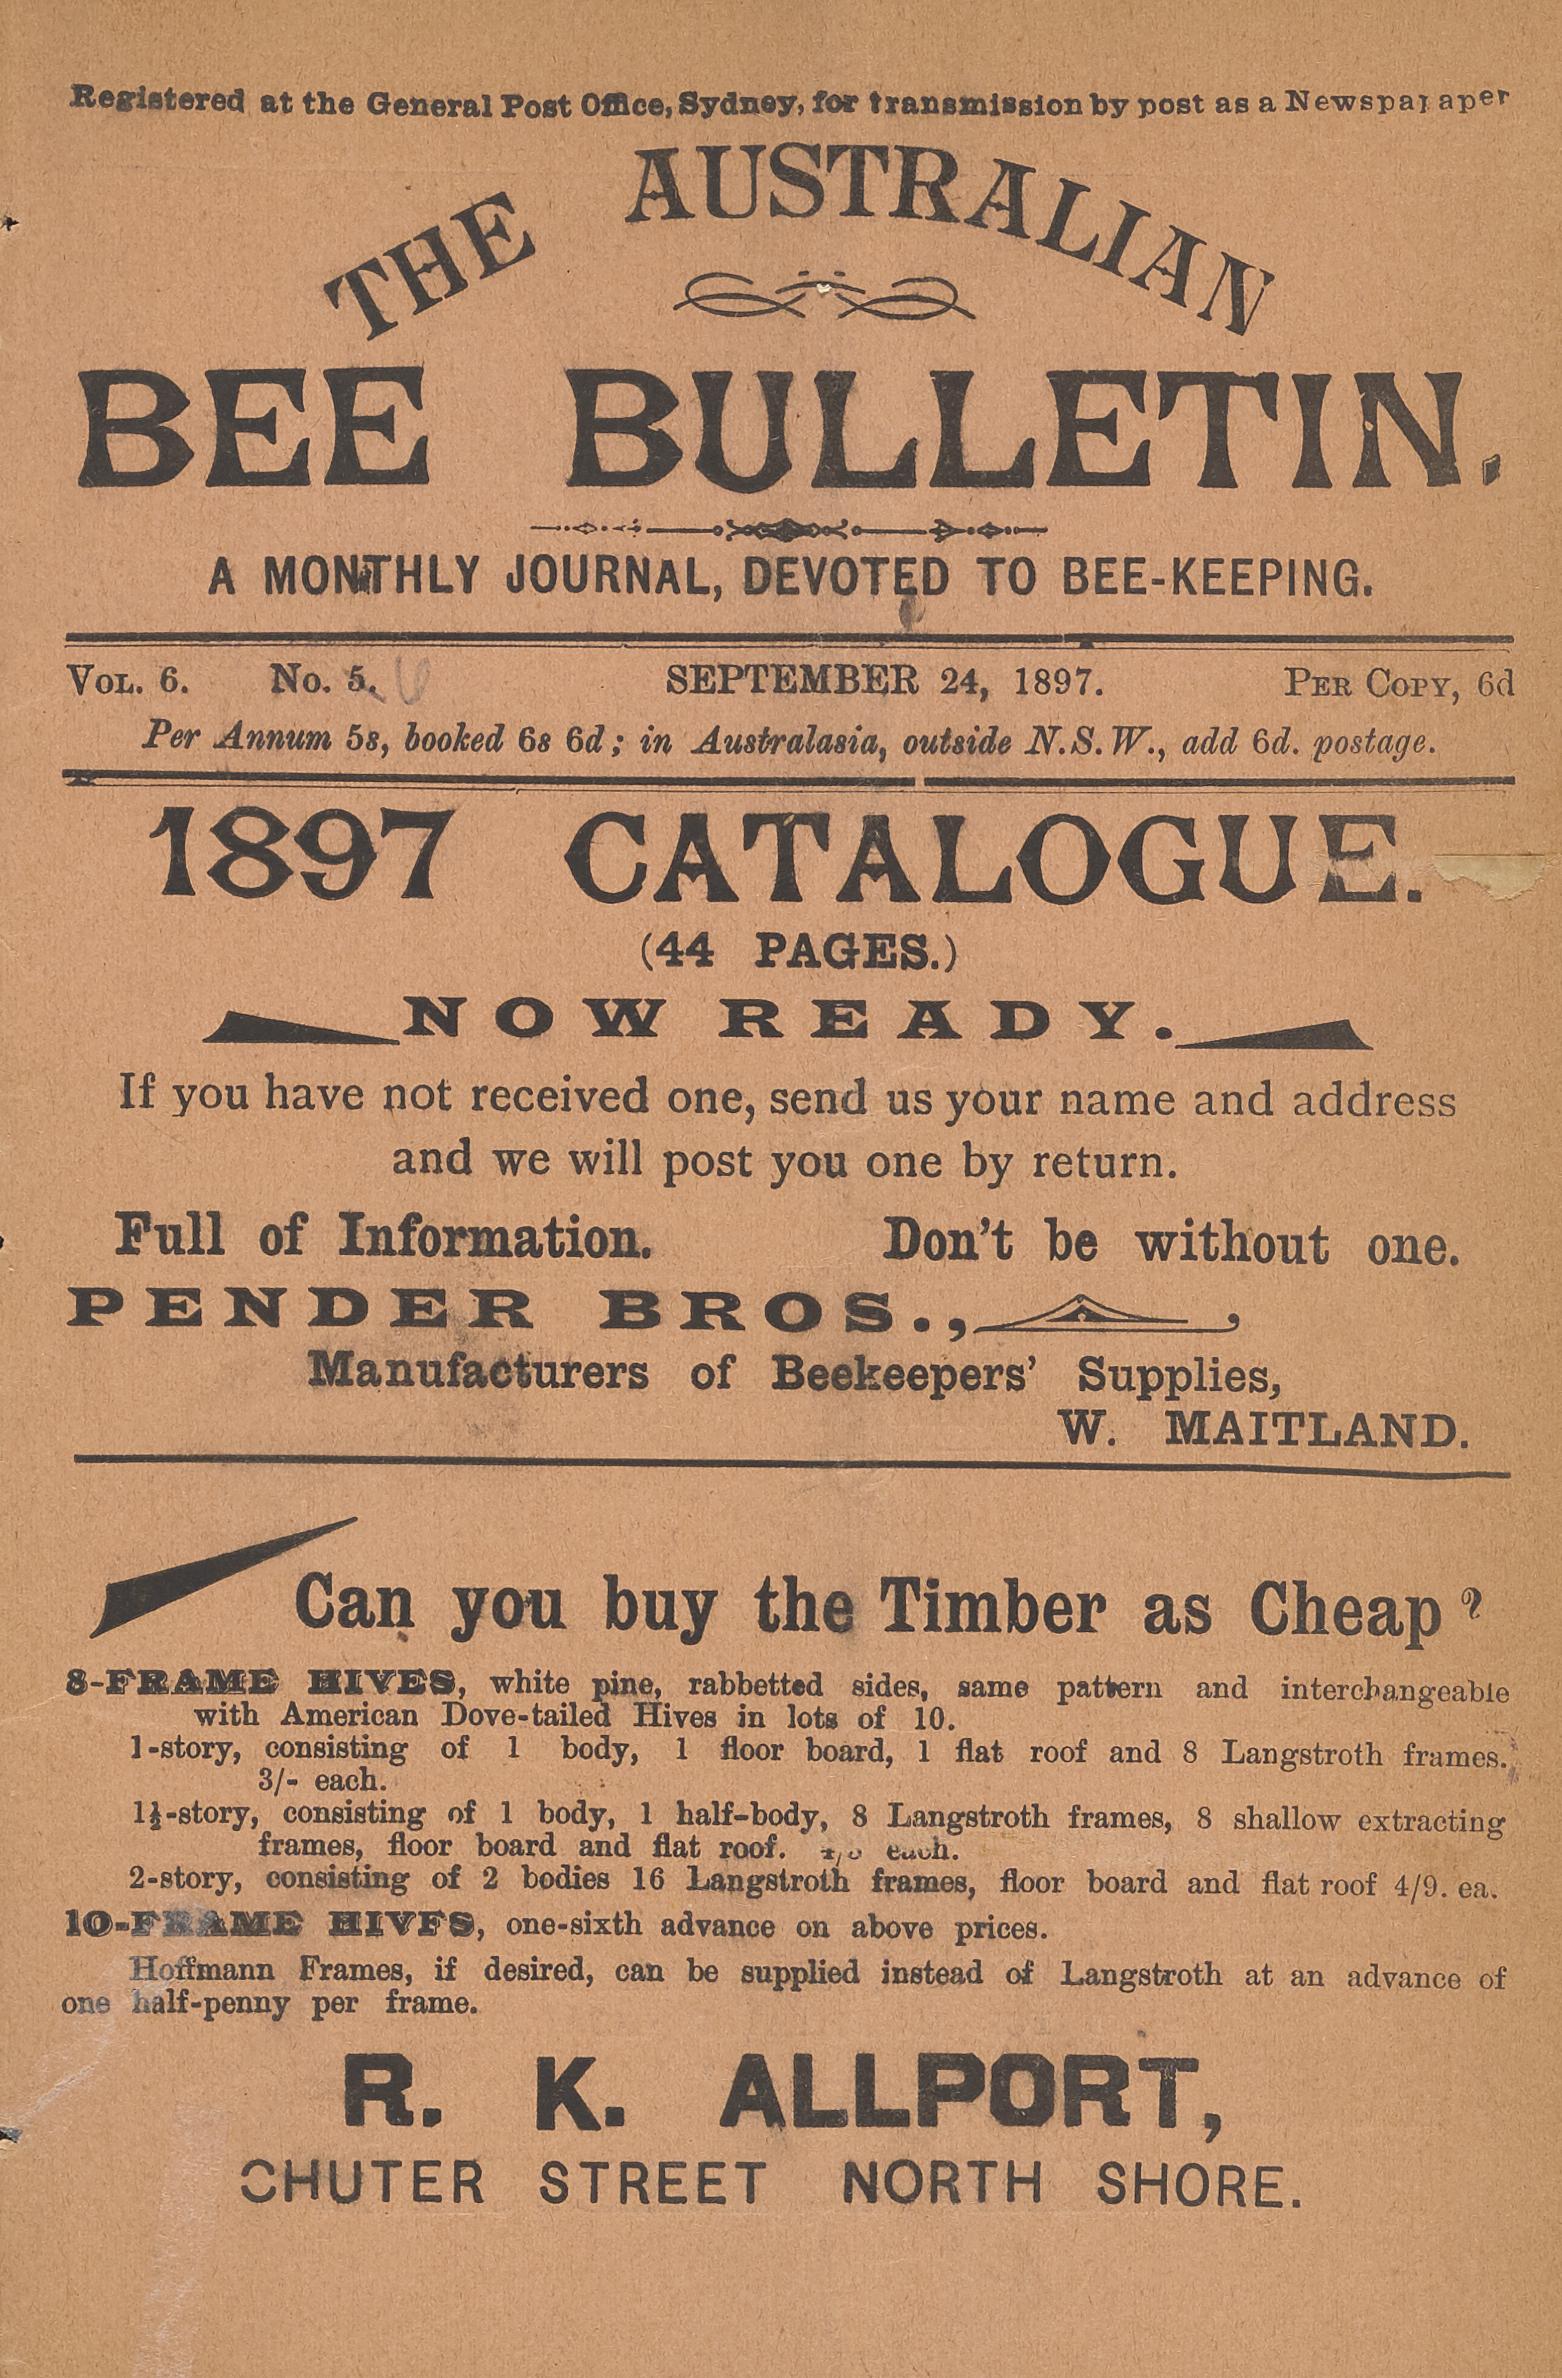 Registered at the General Post Office, Sydney, for transmission by post as a Newspaper
THE AUSTRALIAN
BEE BULLETIN.
A MONTHLY JOURNAL, DEVOTED TO BEE-KEEPING.
VOL. 6. No. 5. SEPTEMBER 24, 1897. PER COPY, 6d
Per Annum 5s, booked 6s 6d; in Australasia, outside N.S.W., add 6d. postage.
1897 CATALOGUE.
(44 PAGES.)
NOW READY.
If you have not received one, send us your name and address
and we will post you one by return.
Full of Information. Don't be without one.
PENDER BROS.,
Manufacturers of Beekeepers' Supplies,
W. MAITLAND.
Can you buy the Timber as Cheap?
8-FRAME HIVES, white pine, rabbetted sides, same pattern and interchangeable
with American Dove-tailed Hives in lots of 10.
1-story, consisting of 1 body, 1 floor board, 1 flat roof and 8 Langstroth frames.
3/- each.
1½-story, consisting of 1 body, 1 half-body, 8 Langstroth frames, 8 shallow extracting
frames, floor board and flat roof. each.
2-story, consisting of 2 bodies 16 Langstroth frames, floor board and flat roof 4/9. ea.
10-FRAME HIVES, one-sixth advance on above prices.
Hoffmann Frames, if desired, can be supplied instead of Langstroth at an advance of
one half-penny per frame.
R. K. ALLPORT,
CHUTER STREET NORTH SHORE.